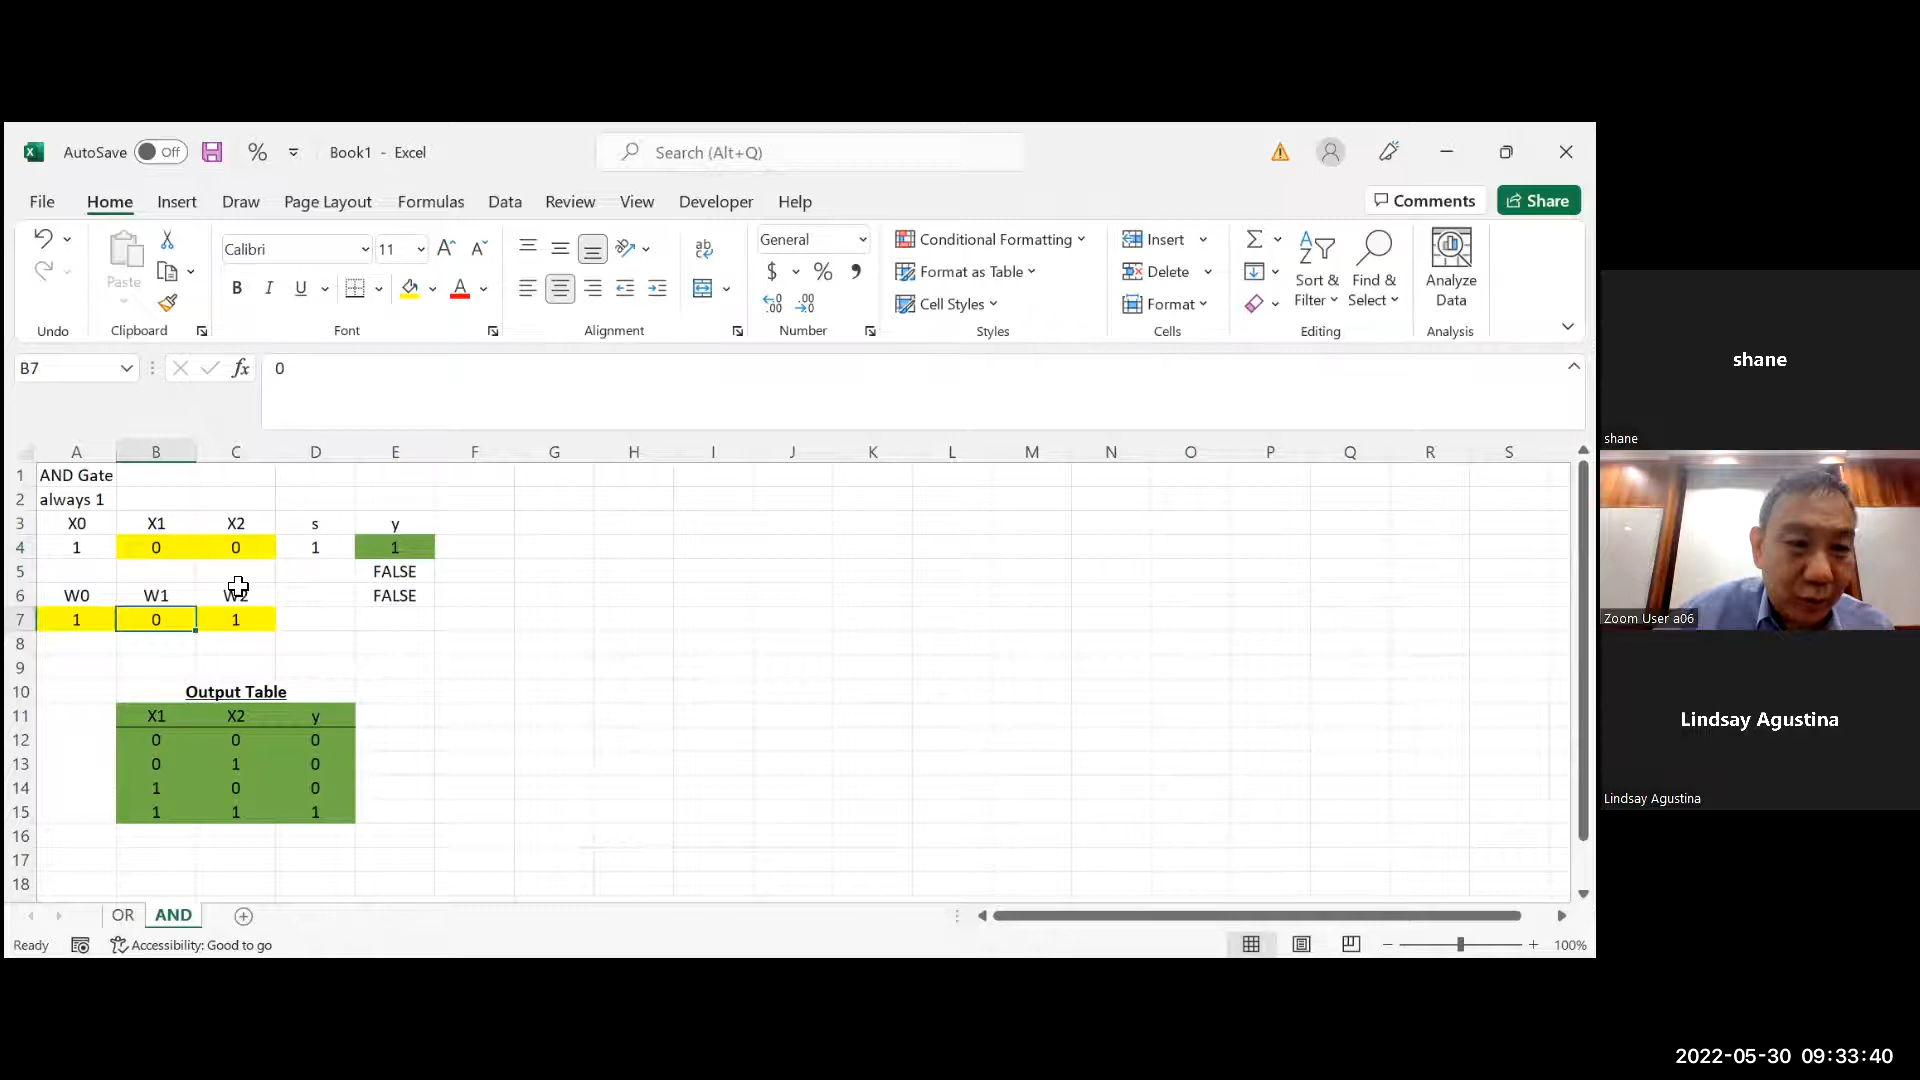 AutoSave Off Book1 - Excel Search (Alt+Q)
File Home Insert Draw Page Layout Formulas Data Review View Developer Help Comments Share
Calibri 11 General Conditional Formatting Insert
Paste Format as Table Delete Sort & Filter Find & Select Analyze Data
B I U A $ % Cell Styles Format
Undo Clipboard Font Alignment Number Styles Cells Editing Analysis
B7 fx 0
A B C D E F G H I J K L M N O P Q R S
1 AND Gate
2 always 1
3 X0 X1 X2 s y
4 1 0 0 1 1
5 FALSE
6 W0 W1 W2 FALSE
7 1 0 1
8
9
10 Output Table
11 X1 X2 y
12 0 0 0
13 0 1 0
14 1 0 0
15 1 1 1
16
17
18
OR AND
Ready Accessibility: Good to go 100%
shane
shane
Zoom User a06
Lindsay Agustina
Lindsay Agustina
2022-05-30 09:33:40